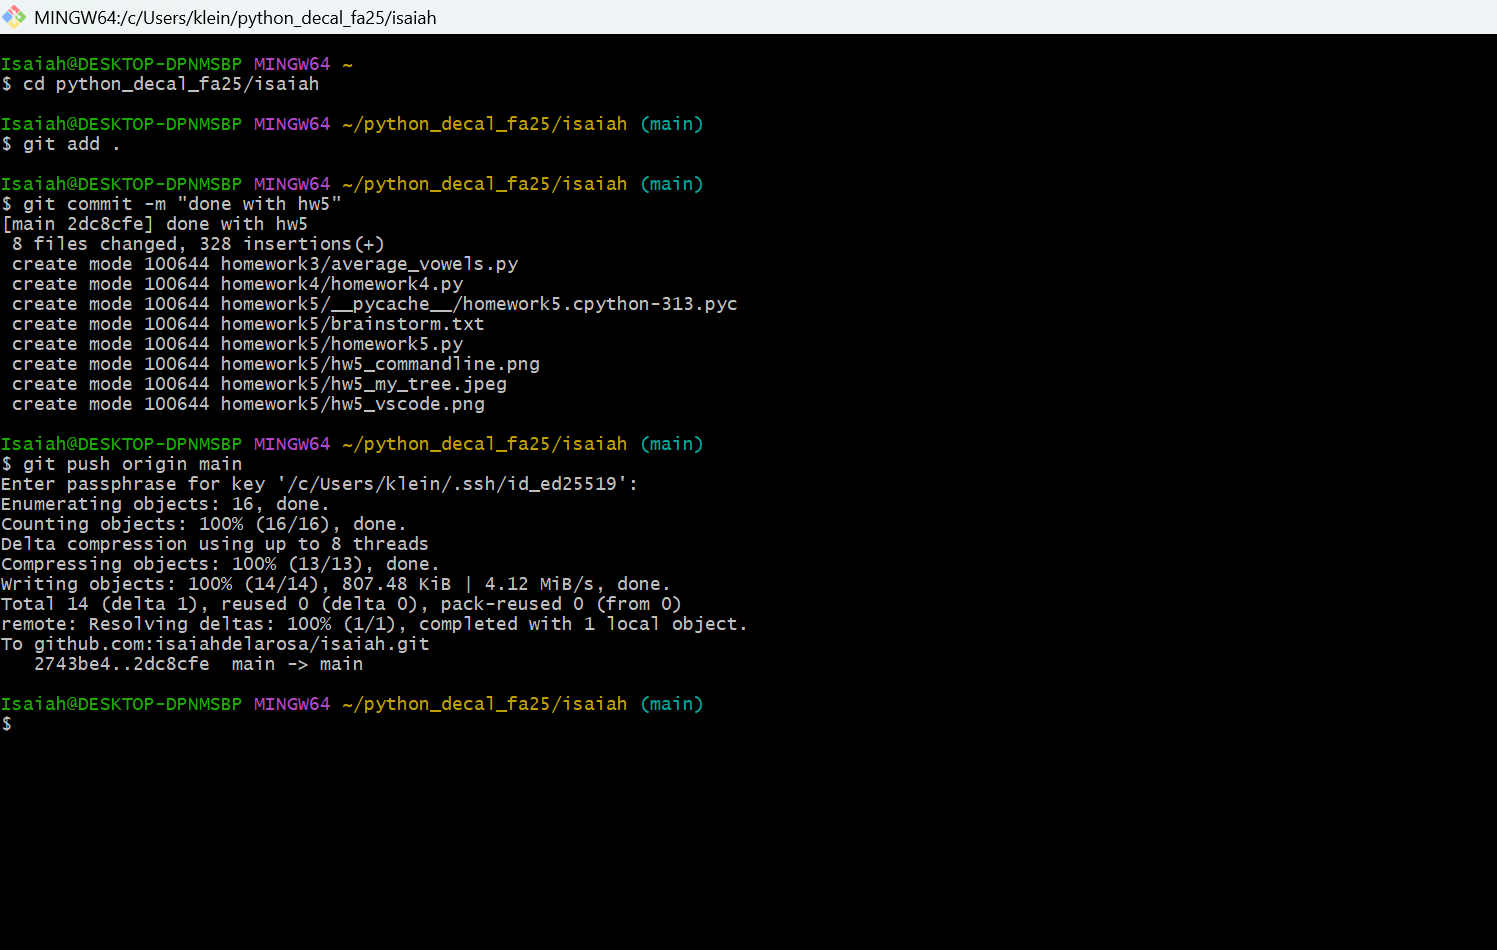 MINGW64:/c/Users/klein/python_decal_fa25/isaiah
Isaiah@DESKTOP-DPNMSBP MINGW64 ~
$ cd python_decal_fa25/isaiah
Isaiah@DESKTOP-DPNMSBP MINGW64 ~/python_decal_fa25/isaiah (main)
$ git add .
Isaiah@DESKTOP-DPNMSBP MINGW64 ~/python_decal_fa25/isaiah (main)
$ git commit -m "done with hw5"
[main 2dc8cfe] done with hw5
 8 files changed, 328 insertions(+)
 create mode 100644 homework3/average_vowels.py
 create mode 100644 homework4/homework4.py
 create mode 100644 homework5/__pycache__/homework5.cpython-313.pyc
 create mode 100644 homework5/brainstorm.txt
 create mode 100644 homework5/homework5.py
 create mode 100644 homework5/hw5_commandline.png
 create mode 100644 homework5/hw5_my_tree.jpeg
 create mode 100644 homework5/hw5_vscode.png
Isaiah@DESKTOP-DPNMSBP MINGW64 ~/python_decal_fa25/isaiah (main)
$ git push origin main
Enter passphrase for key '/c/Users/klein/.ssh/id_ed25519':
Enumerating objects: 16, done.
Counting objects: 100% (16/16), done.
Delta compression using up to 8 threads
Compressing objects: 100% (13/13), done.
Writing objects: 100% (14/14), 807.48 KiB | 4.12 MiB/s, done.
Total 14 (delta 1), reused 0 (delta 0), pack-reused 0 (from 0)
remote: Resolving deltas: 100% (1/1), completed with 1 local object.
To github.com:isaiahdelarosa/isaiah.git
   2743be4..2dc8cfe  main -> main
Isaiah@DESKTOP-DPNMSBP MINGW64 ~/python_decal_fa25/isaiah (main)
$